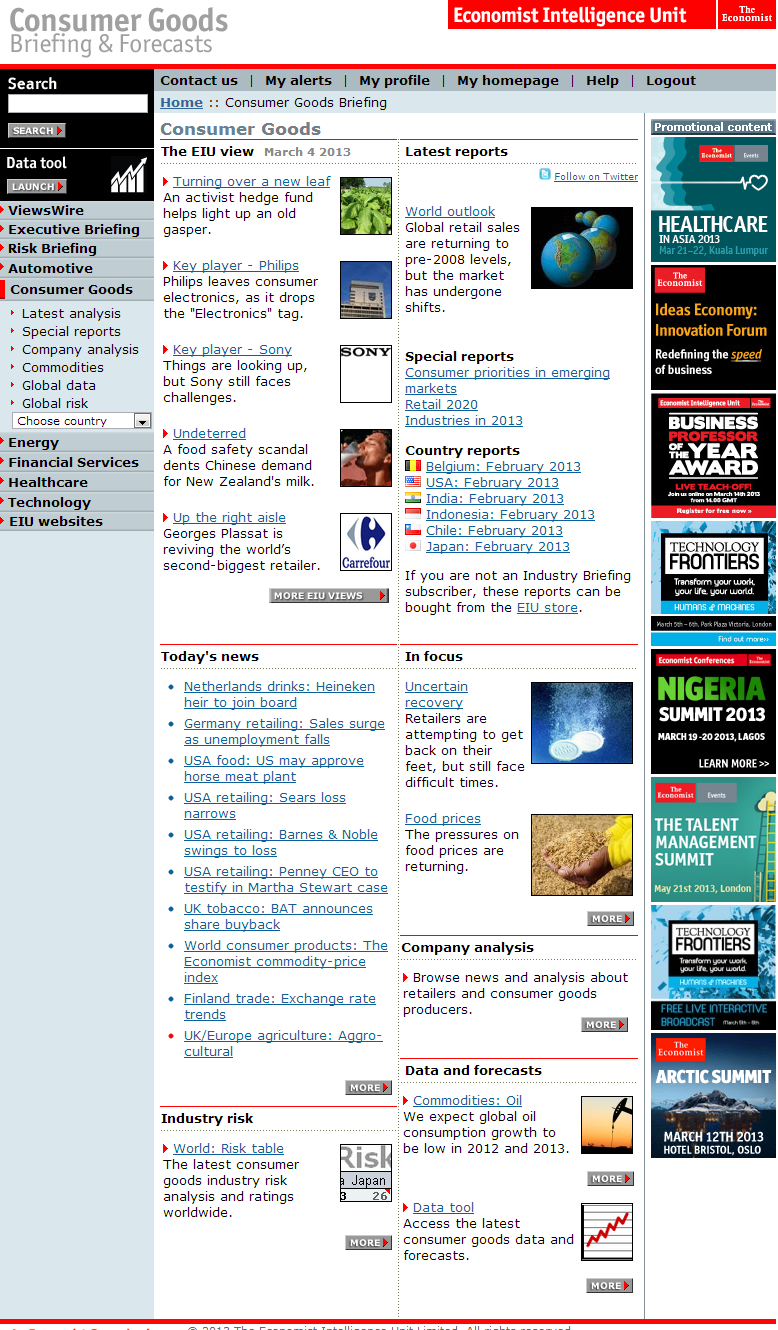 Consumer Goods
Briefing & Forecasts
Economist Intelligence Unit
The
Economist
Search
SEARCH
Data tool
LAUNCH
ViewsWire
Executive Briefing
Risk Briefing
Automotive
Consumer Goods
Latest analysis
Special reports
Company analysis
Commodities
Global data
Global risk
Choose country
Energy
Financial Services
Healthcare
Technology
EIU websites
Contact us | My alerts | My profile | My homepage | Help | Logout
Home :: Consumer Goods Briefing
Consumer Goods
The EIU view March 4 2013
Turning over a new leaf
An activist hedge fund
helps light up an old
gasper.
Key player - Philips
Philips leaves consumer
electronics, as it drops
the "Electronics" tag.
Key player - Sony
Things are looking up,
but Sony still faces
challenges.
SONY
Undeterred
A food safety scandal
dents Chinese demand
for New Zealand's milk.
Up the right aisle
Georges Plassat is
reviving the world’s
second-biggest retailer.
Carrefour
MORE EIU VIEWS
Latest reports
Follow on Twitter
World outlook
Global retail sales
are returning to
pre-2008 levels,
but the market
has undergone
shifts.
Special reports
Consumer priorities in emerging
markets
Retail 2020
Industries in 2013
Country reports
Belgium: February 2013
USA: February 2013
India: February 2013
Indonesia: February 2013
Chile: February 2013
Japan: February 2013
If you are not an Industry Briefing
subscriber, these reports can be
bought from the EIU store.
Today's news
Netherlands drinks: Heineken
heir to join board
Germany retailing: Sales surge
as unemployment falls
USA food: US may approve
horse meat plant
USA retailing: Sears loss
narrows
USA retailing: Barnes & Noble
swings to loss
USA retailing: Penney CEO to
testify in Martha Stewart case
UK tobacco: BAT announces
share buyback
World consumer products: The
Economist commodity-price
index
Finland trade: Exchange rate
trends
UK/Europe agriculture: Aggro-
cultural
MORE
Industry risk
World: Risk table
The latest consumer
goods industry risk
analysis and ratings
worldwide.
Risk
a Japan
3 26
MORE
In focus
Uncertain
recovery
Retailers are
attempting to get
back on their
feet, but still face
difficult times.
Food prices
The pressures on
food prices are
returning.
MORE
Company analysis
Browse news and analysis about
retailers and consumer goods
producers.
MORE
Data and forecasts
Commodities: Oil
We expect global oil
consumption growth to
be low in 2012 and 2013.
MORE
Data tool
Access the latest
consumer goods data and
forecasts.
MORE
Promotional content
The
Economist
Events
HEALTHCARE
IN ASIA 2013
Mar 21–22, Kuala Lumpur
The
Economist
Ideas Economy:
Innovation Forum
Redefining the speed
of business
Economist Intelligence Unit
The
Economist
BUSINESS
PROFESSOR
OF THE YEAR
AWARD
LIVE TEACH-OFF!
Join us online on March 14th 2013
from 14.00 GMT
Register for free now »
TECHNOLOGY
FRONTIERS
Transform your work,
your life, your world.
HUMANS & MACHINES
March 5th – 6th, Park Plaza Victoria, London
Find out more>>
Economist Conferences
The
Economist
NIGERIA
SUMMIT 2013
MARCH 19 -20 2013, LAGOS
LEARN MORE >>
The
Economist
Events
THE TALENT
MANAGEMENT
SUMMIT
May 21st 2013, London
TECHNOLOGY
FRONTIERS
Transform your work,
your life, your world.
HUMANS & MACHINES
FREE LIVE INTERACTIVE
BROADCAST March 5th – 6th
The
Economist
ARCTIC SUMMIT
MARCH 12TH 2013
HOTEL BRISTOL, OSLO